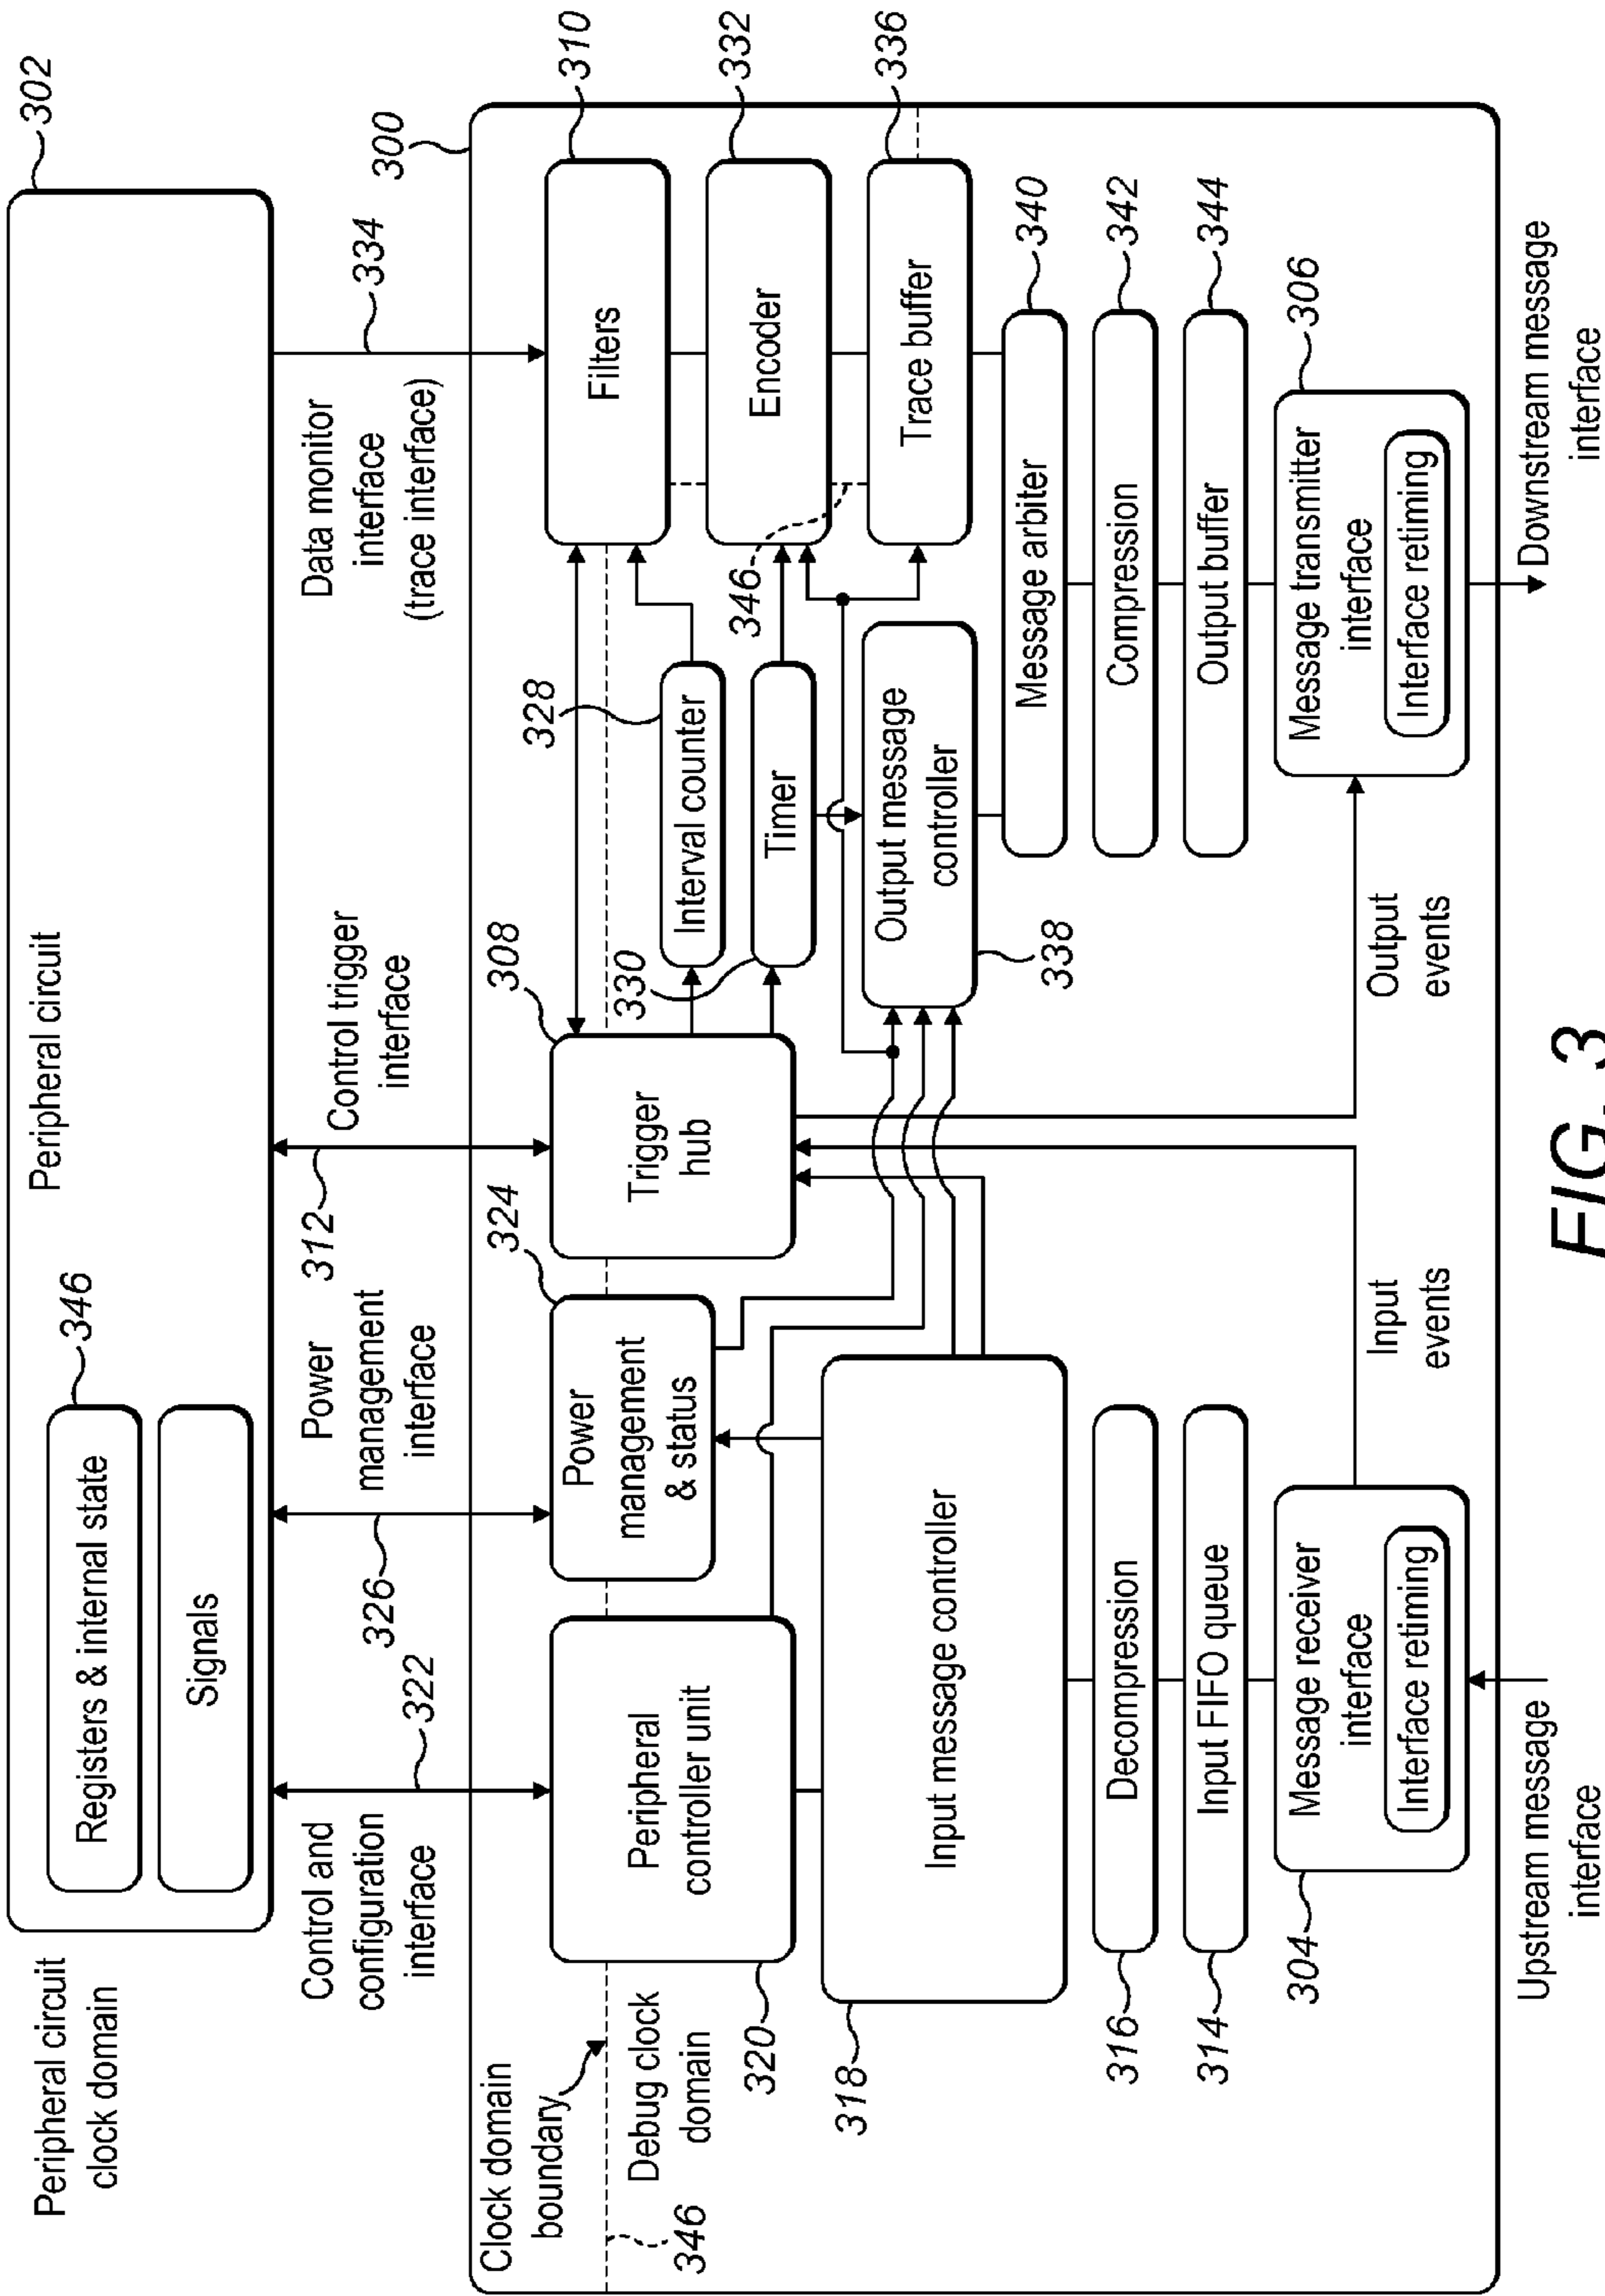 302
Peripheral circuit
346
Registers & internal state
Signals
Peripheral circuit
clock domain
Control and
configuration
interface
322
326
Power
management
interface
312
Control trigger
interface
Data monitor
interface
(trace interface)
334
300
Clock domain
boundary
346
Debug clock
domain
Peripheral
controller unit
320
324
Power
management
& status
308
Trigger
hub
328
Interval counter
330
Timer
310
Filters
332
Encoder
346
336
Trace buffer
Output message
controller
338
318
Input message controller
316
Decompression
314
Input FIFO queue
304
Message receiver
interface
Interface retiming
Input
events
Output
events
Message arbiter
340
Compression
342
Output buffer
344
Message transmitter
interface
Interface retiming
306
Upstream message
interface
Downstream message
interface
FIG. 3